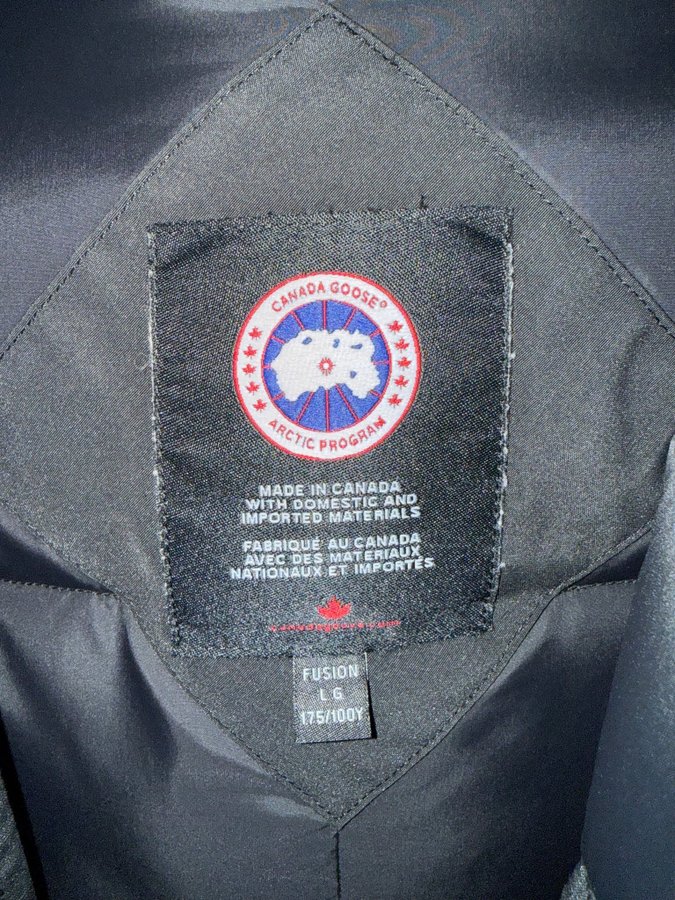 CANADA GOOSE®
ARCTIC PROGRAM
MADE IN CANADA
WITH DOMESTIC AND
IMPORTED MATERIALS
FABRIQUÉ AU CANADA
AVEC DES MATÉRIAUX
NATIONAUX ET IMPORTÉS
FUSION
L G
175/100Y